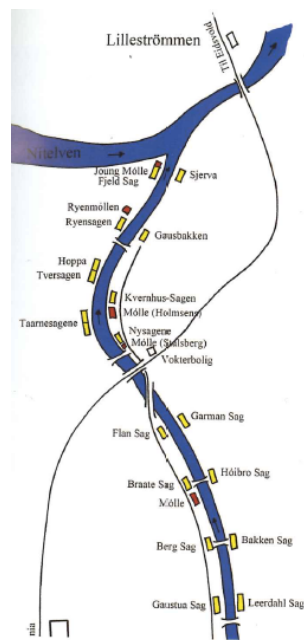 Lilleströmmen
Til Eidsvold
Nitelven
Joung Mölle
Fjeld Sag
Sjerva
Ryenmöllen
Ryensagen
Gausbakken
Hoppa
Tversagen
Kvernhus-Sagen
Mölle (Holmsens)
Taarnesagene
Nysagene
Mölle (Stalsberg)
Vokterbolig
Garman Sag
Flan Sag
Hóibro Sag
Braate Sag
Mölle
Bakken Sag
Berg Sag
Gaustua Sag
Leerdahl Sag